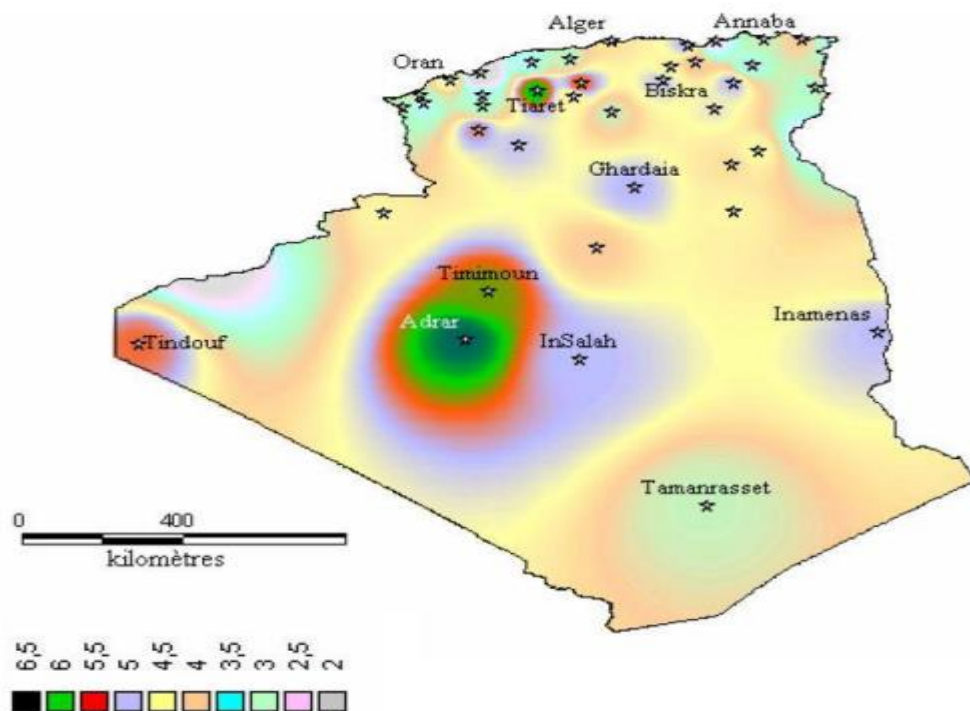 Alger
Annaba
Oran
Tiaret
Biskra
Ghardaia
Timimoun
Adrar
InSalah
Inamenas
Tindouf
Tamanrasset
0 400
kilomètres
6,5 6 5,5 5 4,5 4 3,5 3 2,5 2